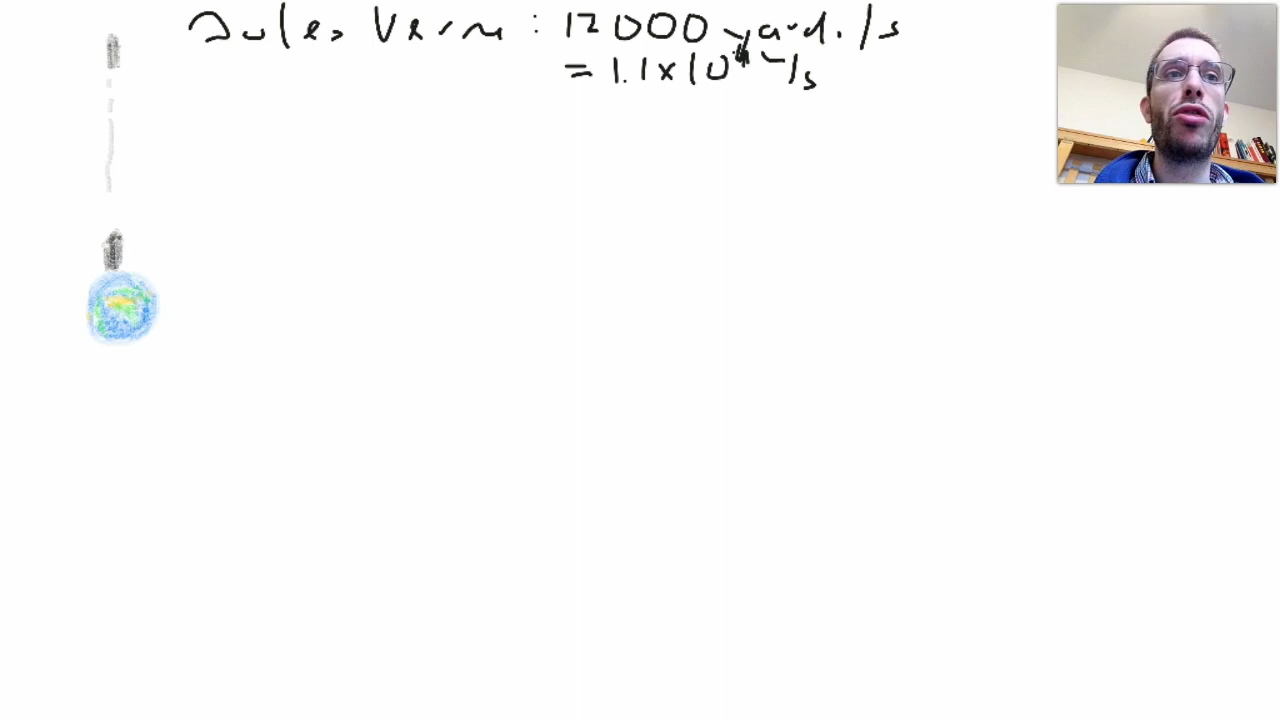 Jules Verne : 12000 yards/s
= 1.1x10⁴ m/s